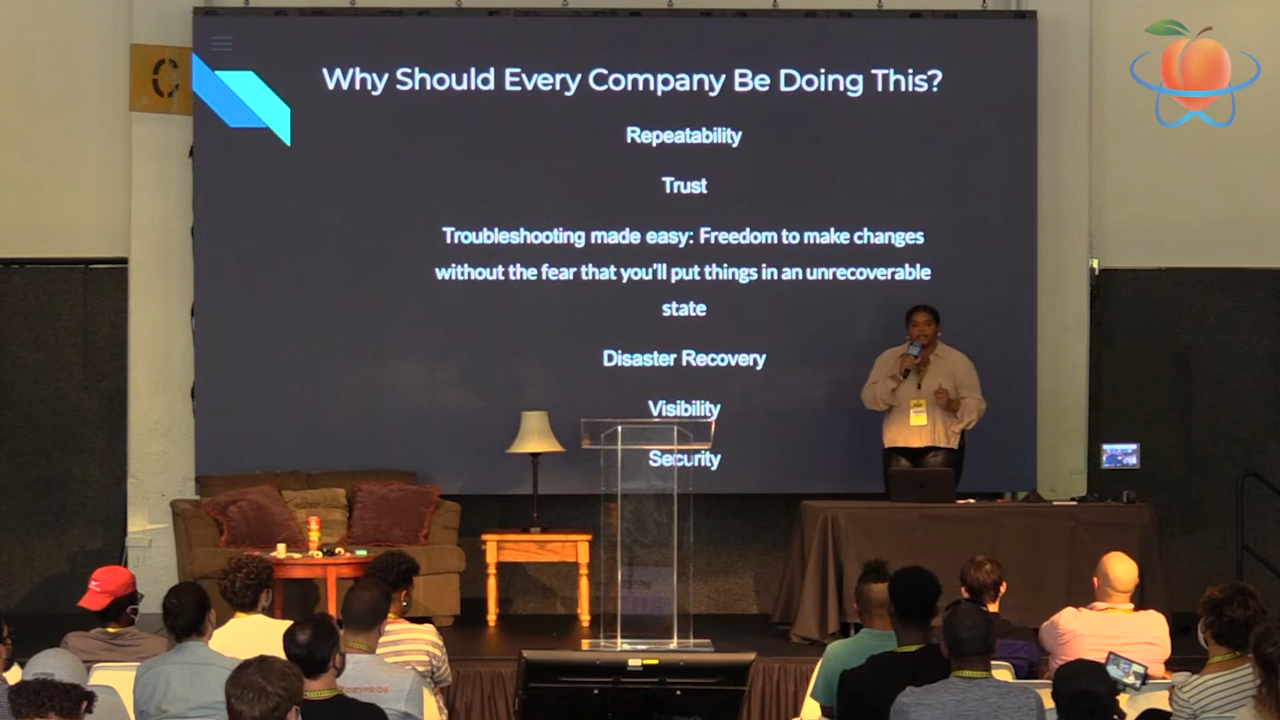 C
Why Should Every Company Be Doing This?
Repeatability
Trust
Troubleshooting made easy: Freedom to make changes
without the fear that you'll put things in an unrecoverable
state
Disaster Recovery
Visibility
Security